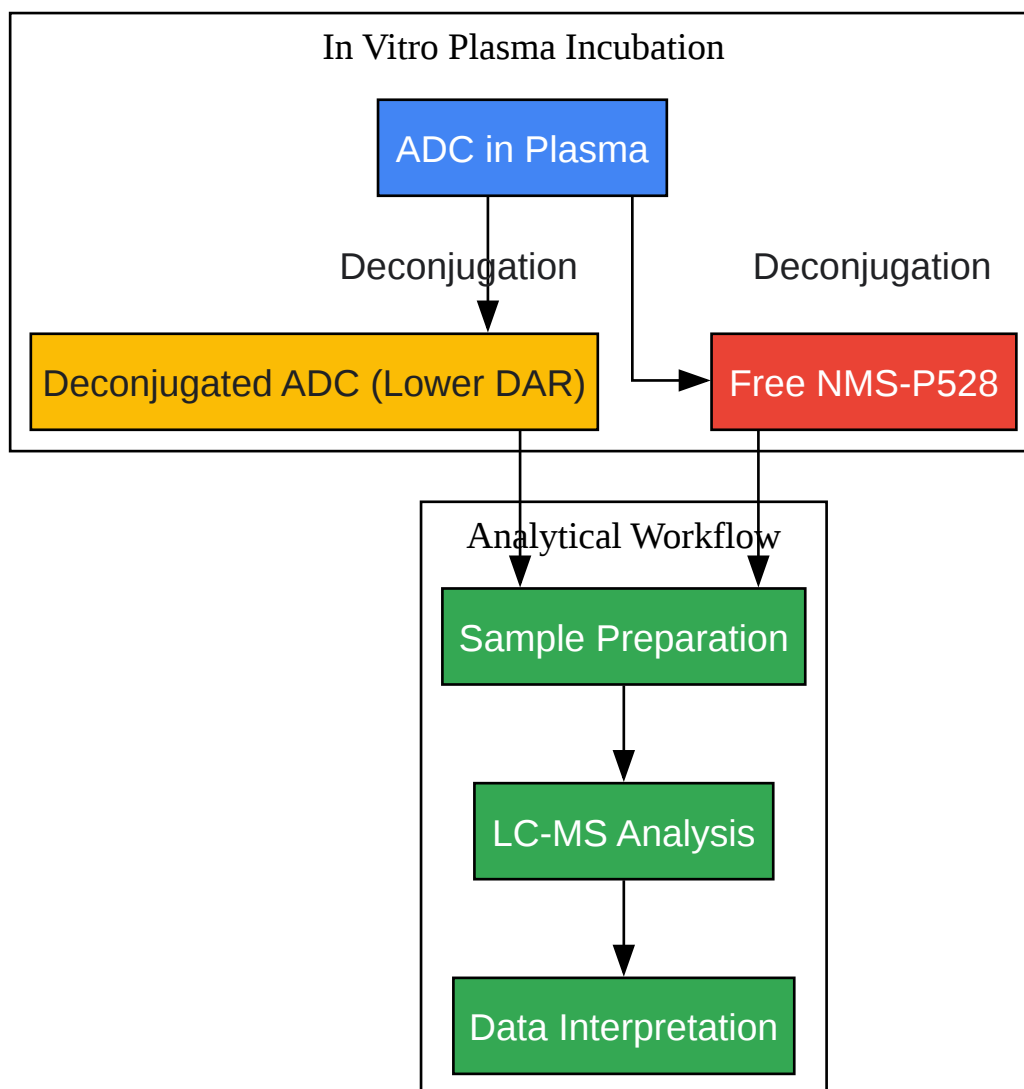 In Vitro Plasma Incubation
ADC in Plasma
Deconjugation
Deconjugation
Deconjugated ADC (Lower DAR)
Free NMS-P528
Analytical Workflow
Sample Preparation
LC-MS Analysis
Data Interpretation